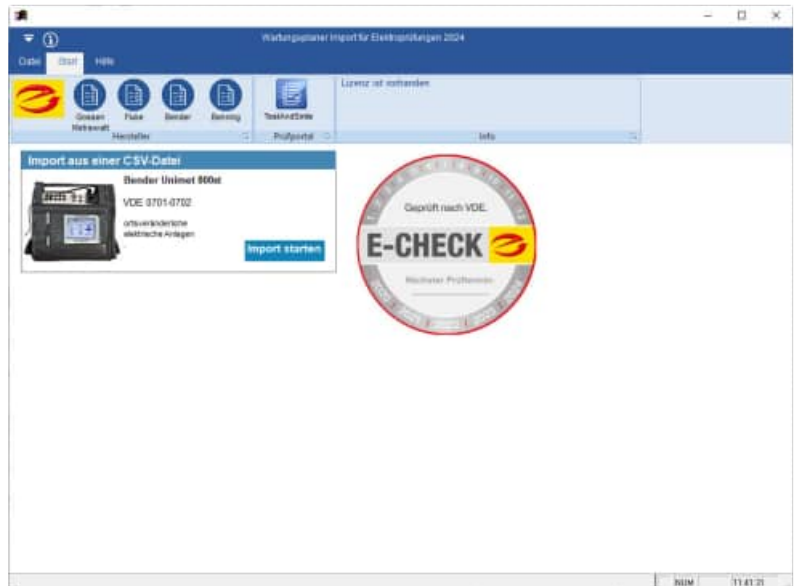 Wartungsplaner Import für Elektroprüfungen 2024
Datei Start Hilfe
Gossen
Metrawatt
Fluke
Bender
Benning
Hersteller
Prüfportal
Lizenz ist vorhanden
Info
Import aus einer CSV-Datei
Bender Unimet 800st
VDE 0701-0702
ortsveränderliche
elektrische Anlagen
Import starten
Geprüft nach VDE.
E-CHECK
Nächster Prüftermin:
NUM 11:41:21